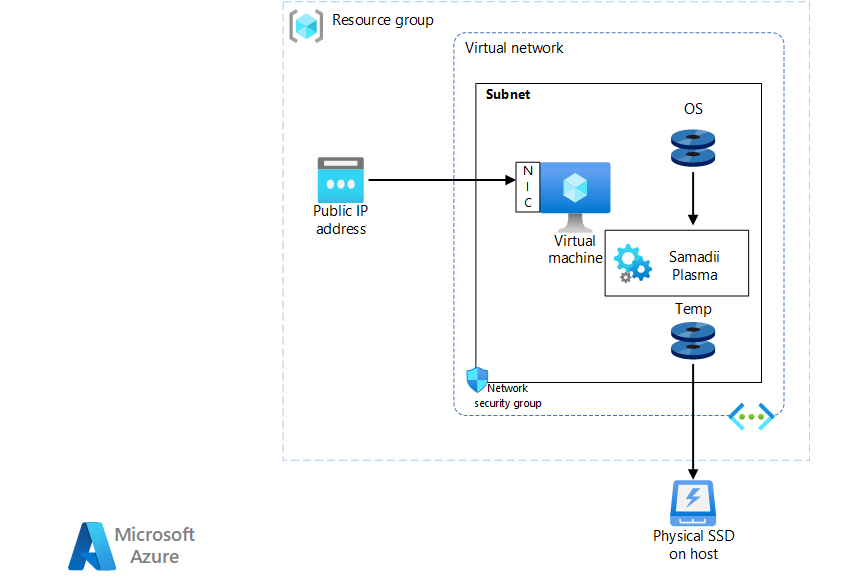 Resource group
Virtual network
Subnet
OS
N
I
C
Public IP
address
Virtual
machine
Samadii
Plasma
Temp
Network
security group
Physical SSD
on host
Microsoft
Azure